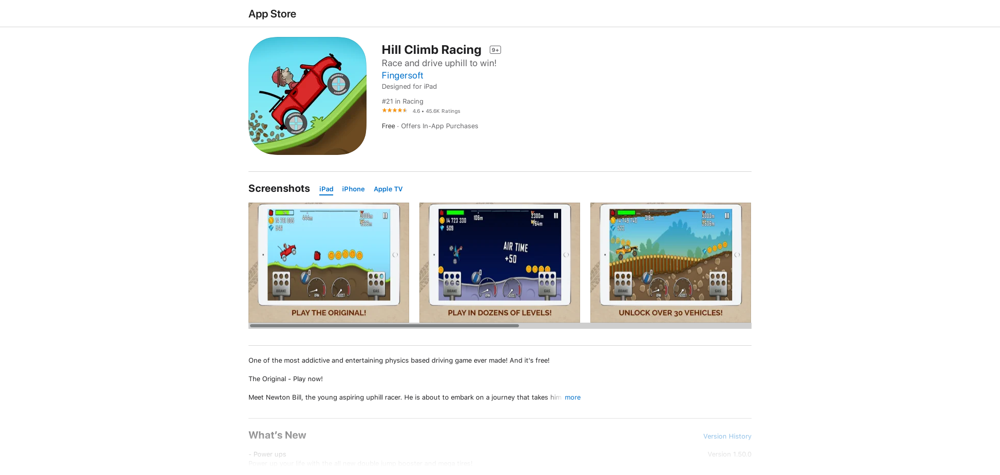 App Store
Hill Climb Racing 9+
Race and drive uphill to win!
Fingersoft
Designed for iPad
#21 in Racing
4.6 • 45.6K Ratings
Free · Offers In-App Purchases
FINGERSOFT
FINGERSOFT
Screenshots iPad iPhone Apple TV
444m
3000m
14 781 005
545
BRAKE
RPM
BOOST
GAS
PLAY THE ORIGINAL!
106m
2300m
764m
14 723 330
509
AIR TIME
+50
BRAKE
RPM
BOOST
GAS
PLAY IN DOZENS OF LEVELS!
318m
3000m
2606m
14 749 740
522
BRAKE
RPM
BOOST
GAS
UNLOCK OVER 30 VEHICLES!
One of the most addictive and entertaining physics based driving game ever made! And it's free!
The Original - Play now!
Meet Newton Bill, the young aspiring uphill racer. He is about to embark on a journey that takes him more
What's New
Version History
- Power ups
Version 1.50.0
Power up your life with the all new double jump booster and mega tires!